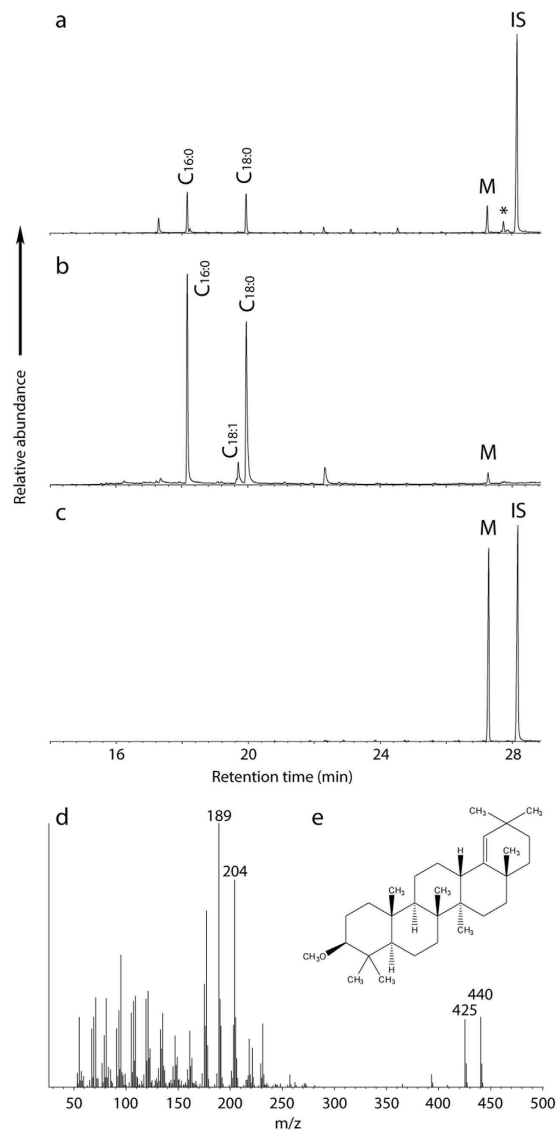 a
IS
C16:0
C18:0
M
*
b
C16:0
C18:1
C18:0
M
Relative abundance
c
M
IS
16 20 24 28
Retention time (min)
d
189
204
e
CH₃ CH₃
CH₃ CH₃ H CH₃
H CH₃
CH₃O
H
H₃C CH₃
425 440
50 100 150 200 250 300 350 400 450 500
m/z